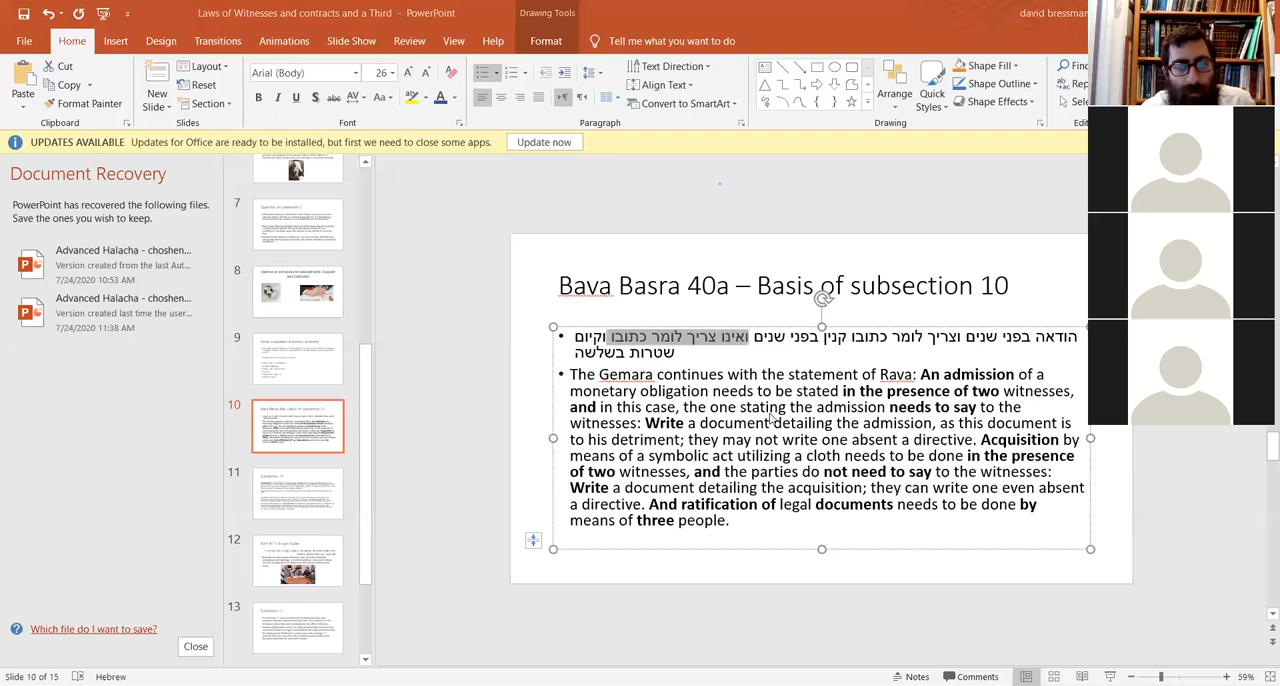 Laws of Witnesses and contracts and a Third - PowerPoint
Drawing Tools
david bressman
File Home Insert Design Transitions Animations Slide Show Review View Help Format Tell me what you want to do
Paste
Cut
Copy
Format Painter
Clipboard
New Slide
Layout
Reset
Section
Slides
Arial (Body) 26
Font
Text Direction
Align Text
Convert to SmartArt
Paragraph
Arrange
Quick Styles
Shape Fill
Shape Outline
Shape Effects
Drawing
UPDATES AVAILABLE Updates for Office are ready to be installed, but first we need to close some apps. Update now
Document Recovery
PowerPoint has recovered the following files.
Save the ones you wish to keep.
Advanced Halacha - choshen...
Version created from the last Aut...
7/24/2020 10:53 AM
Advanced Halacha - choshen...
Version created last time the user...
7/24/2020 11:38 AM
Which file do I want to save?
Close
7
8
9
10
11
12
13
Bava Basra 40a – Basis of subsection 10
• הודאה בפני שנים וצריך לומר כתובו קנין בפני שנים ואינו צריך לומר כתובו וקיום
שטרות בשלשה
• The Gemara continues with the statement of Rava: An admission of a
monetary obligation needs to be stated in the presence of two witnesses,
and in this case, the one making the admission needs to say to the
witnesses: Write a document detailing the admission, as this document is
to his detriment; they may not write one absent a directive. Acquisition by
means of a symbolic act utilizing a cloth needs to be done in the presence
of two witnesses, and the parties do not need to say to the witnesses:
Write a document detailing the acquisition; they can write one even absent
a directive. And ratification of legal documents needs to be done by
means of three people.
Slide 10 of 15 Hebrew
Notes Comments 59%